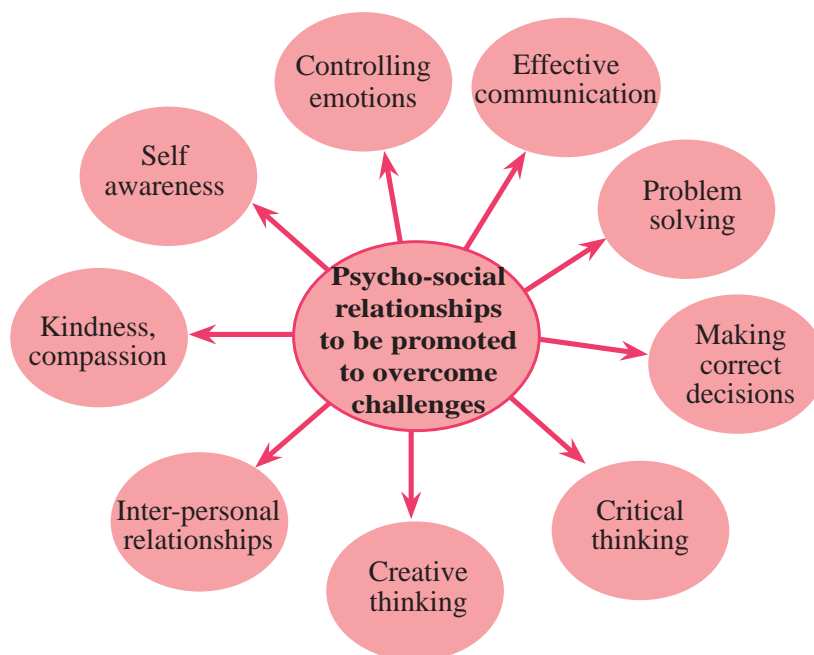 Controlling
emotions
Effective
communication
Self
awareness
Problem
solving
Psycho-social
relationships
to be promoted
to overcome
challenges
Kindness,
compassion
Making
correct
decisions
Inter-personal
relationships
Critical
thinking
Creative
thinking